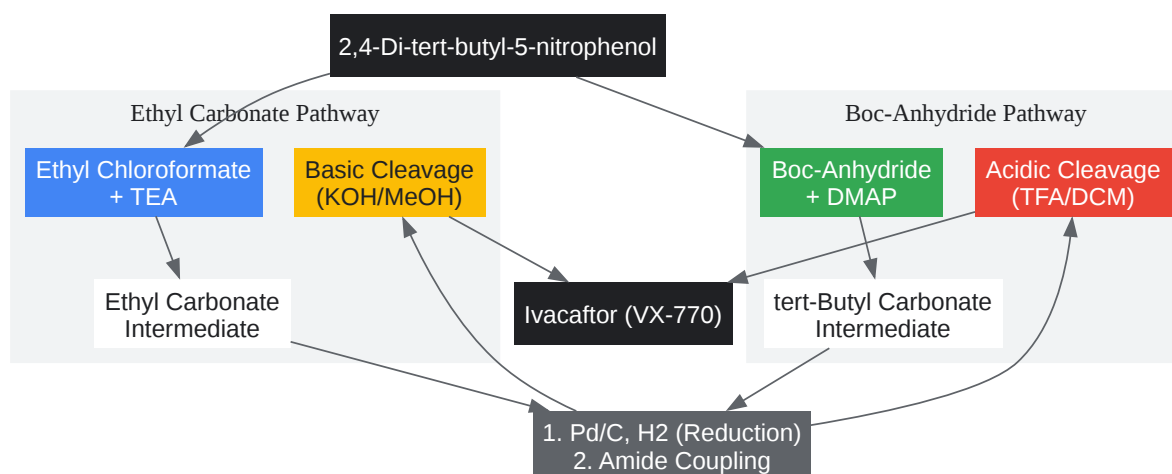 2,4-Di-tert-butyl-5-nitrophenol
Ethyl Carbonate Pathway
Boc-Anhydride Pathway
Ethyl Chloroformate
+ TEA
Basic Cleavage
(KOH/MeOH)
Boc-Anhydride
+ DMAP
Acidic Cleavage
(TFA/DCM)
Ethyl Carbonate
Intermediate
Ivacaftor (VX-770)
tert-Butyl Carbonate
Intermediate
1. Pd/C, H2 (Reduction)
2. Amide Coupling